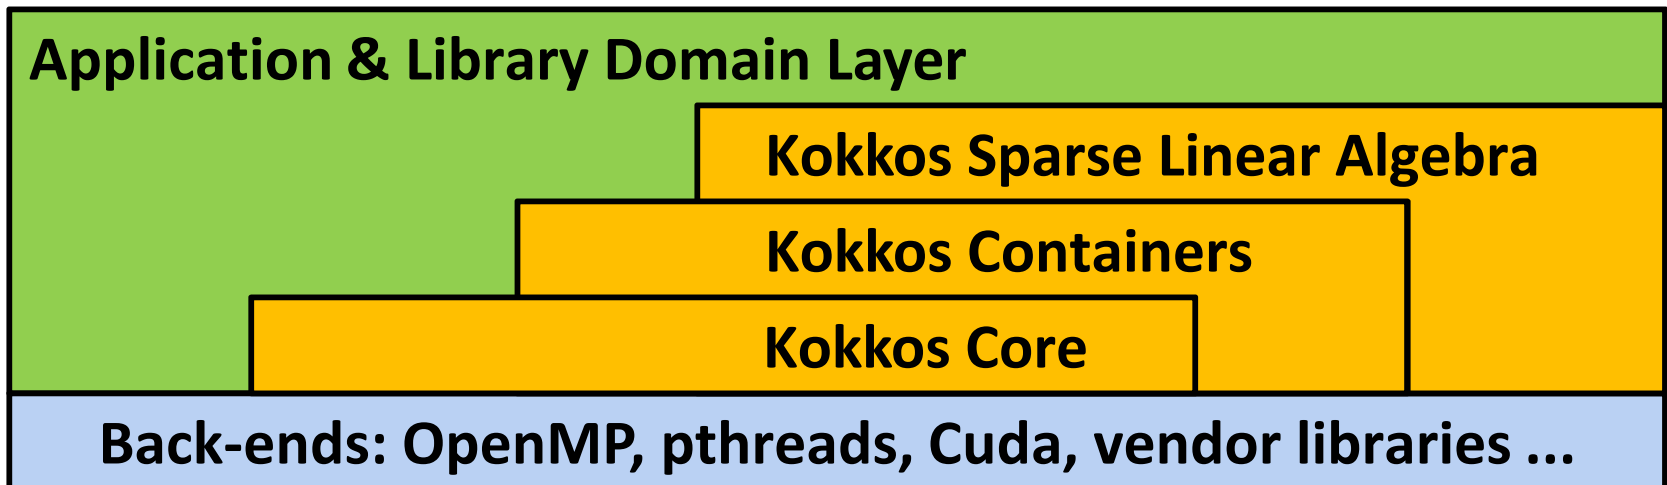 Application & Library Domain Layer
Kokkos Sparse Linear Algebra
Kokkos Containers
Kokkos Core
Back-ends: OpenMP, pthreads, Cuda, vendor libraries ...